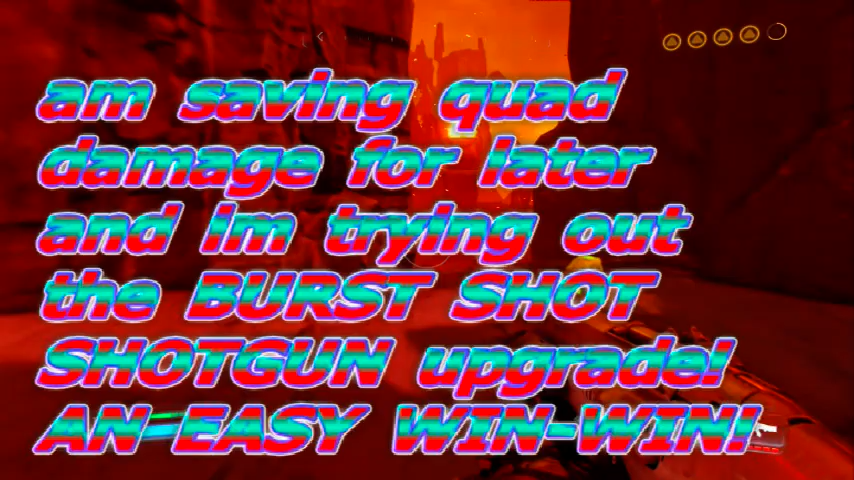 am saving quad
damage for later
and im trying out
the BURST SHOT
SHOTGUN upgrade!
AN EASY WIN-WIN!